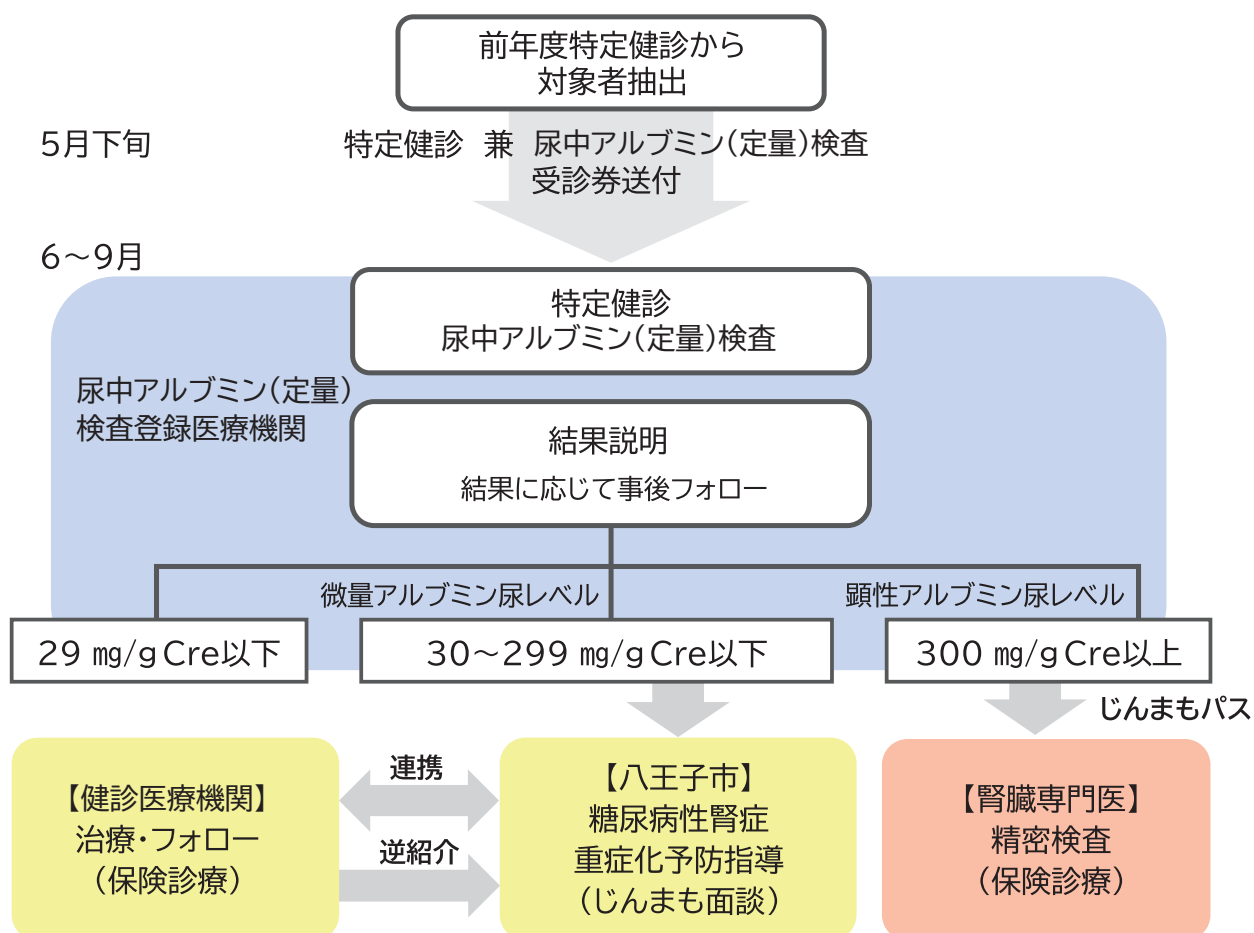 前年度特定健診から
対象者抽出
5月下旬
特定健診 兼 尿中アルブミン(定量)検査
受診券送付
6～9月
特定健診
尿中アルブミン(定量)検査
尿中アルブミン(定量)
検査登録医療機関
結果説明
結果に応じて事後フォロー
微量アルブミン尿レベル
顕性アルブミン尿レベル
29 ㎎/g Cre以下
30～299 ㎎/g Cre以下
300 ㎎/g Cre以上
じんまもパス
【健診医療機関】
治療・フォロー
(保険診療)
連携
逆紹介
【八王子市】
糖尿病性腎症
重症化予防指導
(じんまも面談)
【腎臓専門医】
精密検査
(保険診療)